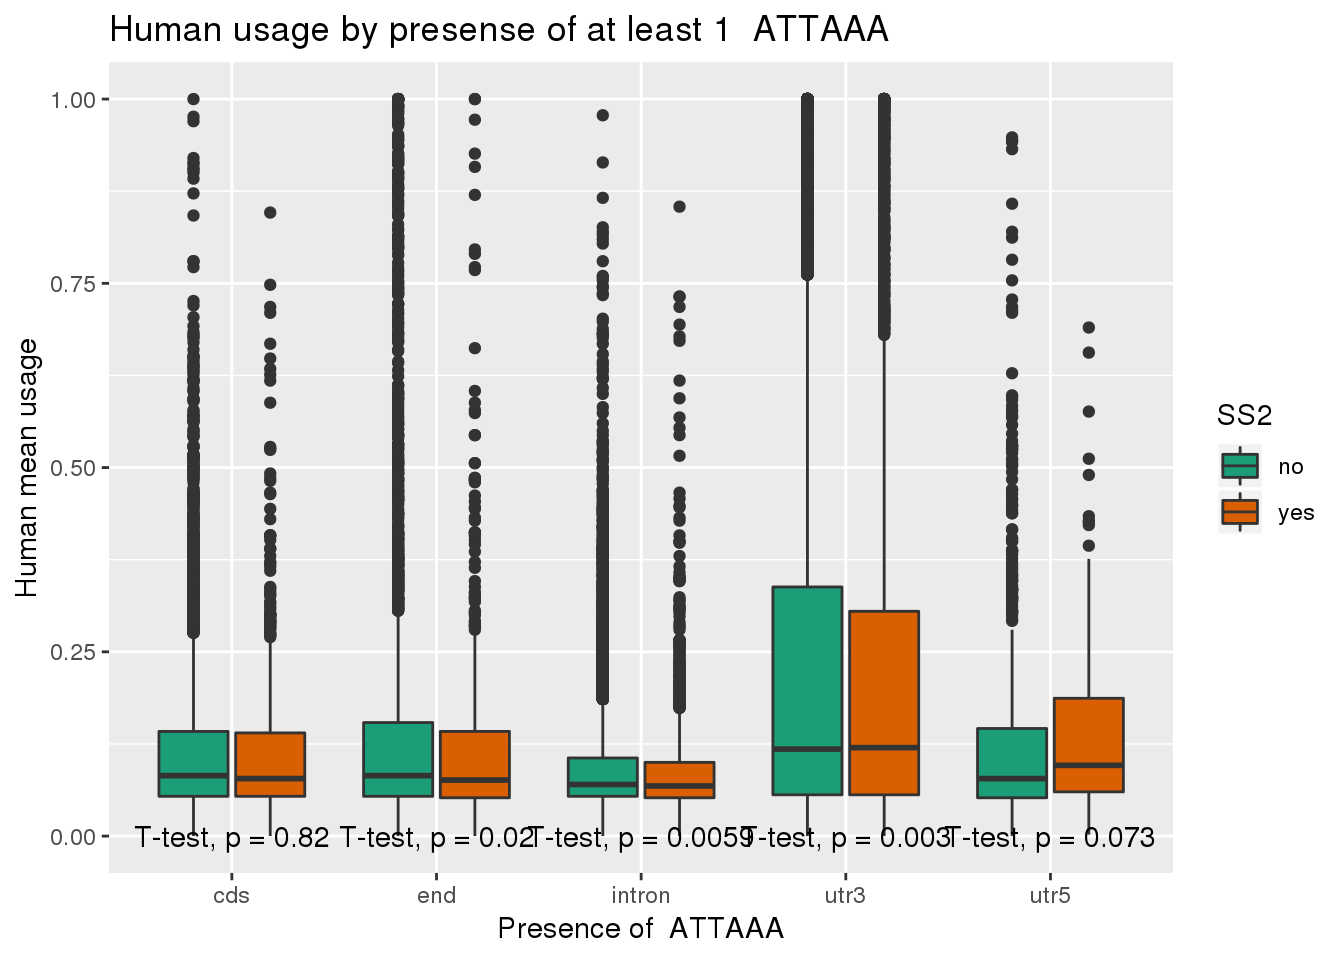 Human usage by presense of at least 1  ATTAAA
Human mean usage
1.00
0.75
0.50
0.25
0.00
T-test, p = 0.82
T-test, p = 0.02
T-test, p = 0.0059
T-test, p = 0.003
T-test, p = 0.073
cds
end
intron
utr3
utr5
Presence of  ATTAAA
SS2
no
yes